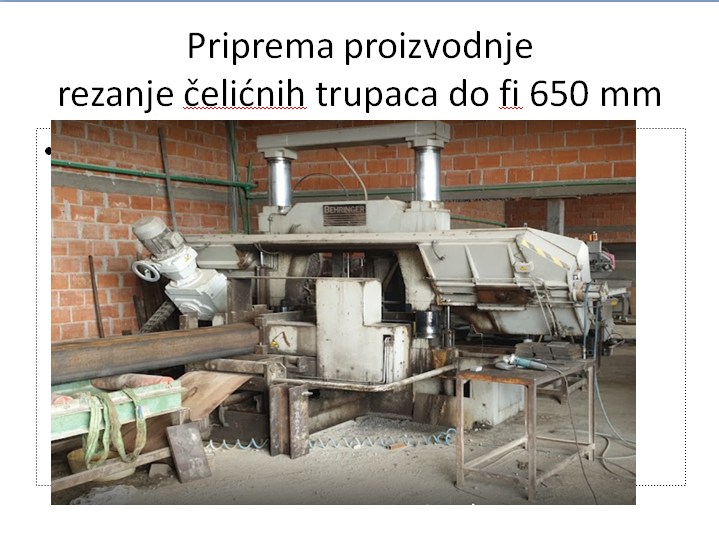 Priprema proizvodnje
rezanje čelićnih trupaca do fi 650 mm
BEHRINGER